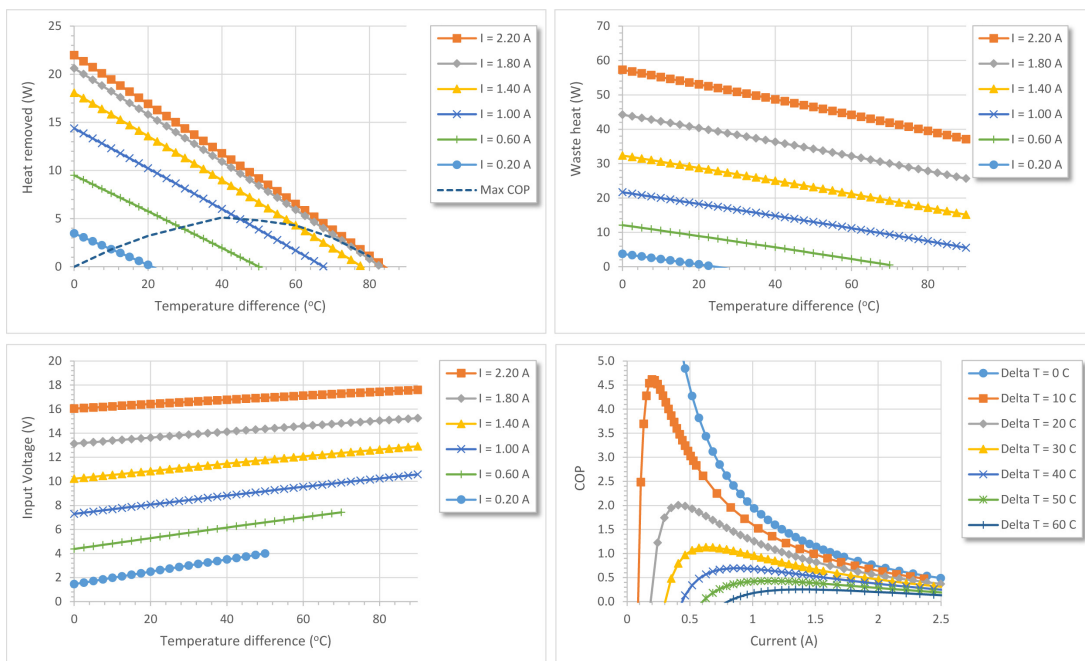 25
20
15
10
5
0
Heat removed (W)
0
20
40
60
80
Temperature difference (°C)
I = 2.20 A
I = 1.80 A
I = 1.40 A
I = 1.00 A
I = 0.60 A
I = 0.20 A
Max COP
70
60
50
40
30
20
10
0
Waste heat (W)
0
20
40
60
80
Temperature difference (°C)
I = 2.20 A
I = 1.80 A
I = 1.40 A
I = 1.00 A
I = 0.60 A
I = 0.20 A
20
18
16
14
12
10
8
6
4
2
0
Input Voltage (V)
0
20
40
60
80
Temperature difference (°C)
I = 2.20 A
I = 1.80 A
I = 1.40 A
I = 1.00 A
I = 0.60 A
I = 0.20 A
5.0
4.5
4.0
3.5
3.0
2.5
2.0
1.5
1.0
0.5
0.0
COP
0
0.5
1
1.5
2
2.5
Current (A)
Delta T = 0 C
Delta T = 10 C
Delta T = 20 C
Delta T = 30 C
Delta T = 40 C
Delta T = 50 C
Delta T = 60 C